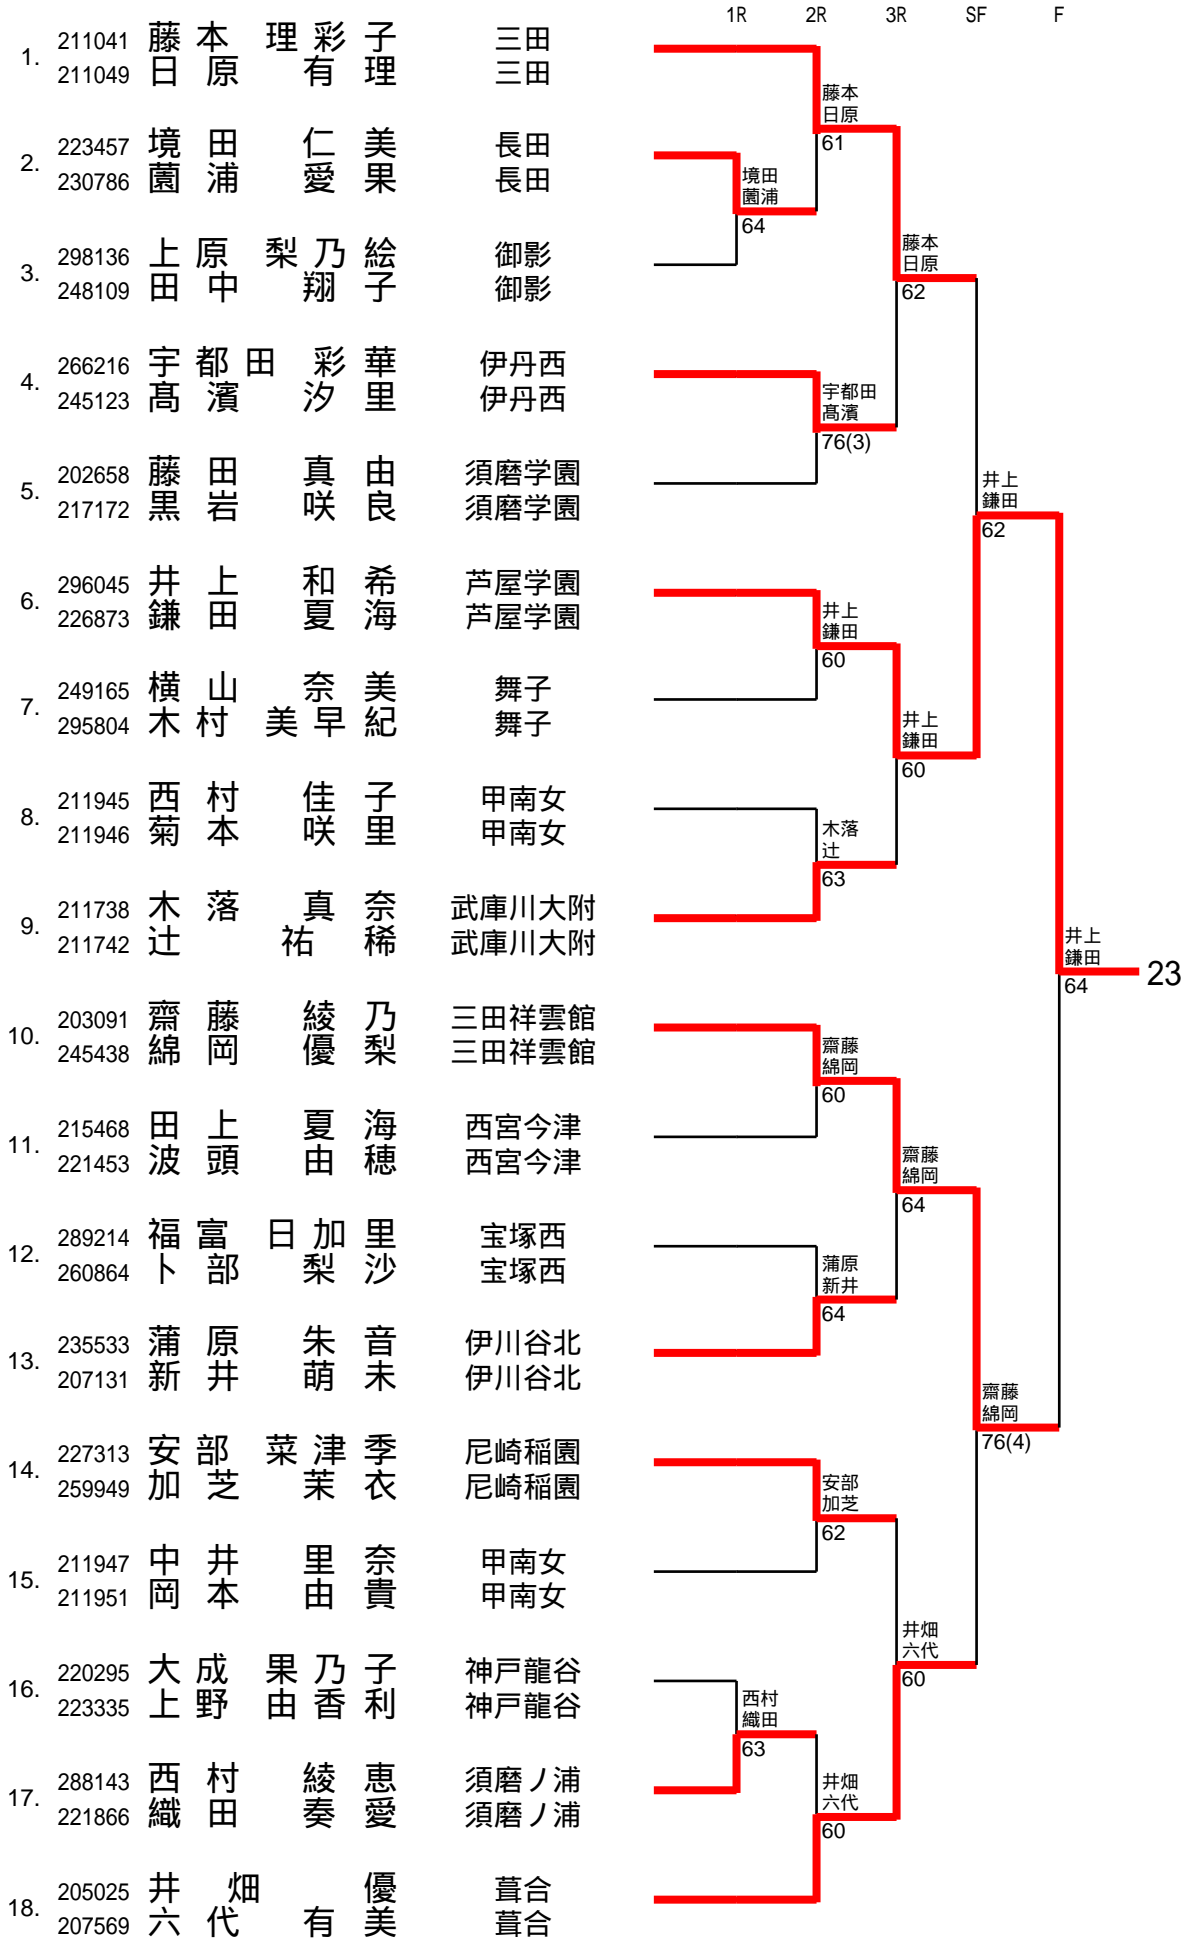 1R 2R 3R SF F
1. 211041 藤本 理彩子 三田
211049 日原 有理 三田
2. 223457 境田 仁美 長田
230786 薗浦 愛果 長田
3. 298136 上原 梨乃絵 御影
248109 田中 翔子 御影
4. 266216 宇都田 彩華 伊丹西
245123 髙濱 汐里 伊丹西
5. 202658 藤田 真由 須磨学園
217172 黒岩 咲良 須磨学園
6. 296045 井上 和希 芦屋学園
226873 鎌田 夏海 芦屋学園
7. 249165 横山 奈美 舞子
295804 木村 美早紀 舞子
8. 211945 西村 佳子 甲南女
211946 菊本 咲里 甲南女
9. 211738 木落 真奈 武庫川大附
211742 辻 祐稀 武庫川大附
10. 203091 齋藤 綾乃 三田祥雲館
245438 綿岡 優梨 三田祥雲館
11. 215468 田上 夏海 西宮今津
221453 波頭 由穂 西宮今津
12. 289214 福富 日加里 宝塚西
260864 卜部 梨沙 宝塚西
13. 235533 蒲原 朱音 伊川谷北
207131 新井 萌未 伊川谷北
14. 227313 安部 菜津季 尼崎稲園
259949 加芝 茉衣 尼崎稲園
15. 211947 中井 里奈 甲南女
211951 岡本 由貴 甲南女
16. 220295 大成 果乃子 神戸龍谷
223335 上野 由香利 神戸龍谷
17. 288143 西村 綾恵 須磨ノ浦
221866 織田 奏愛 須磨ノ浦
18. 205025 井畑 優 葺合
207569 六代 有美 葺合
境田
薗浦
64
西村
織田
63
藤本
日原
61
宇都田
髙濱
76(3)
井上
鎌田
60
木落
辻
63
齋藤
綿岡
60
蒲原
新井
64
安部
加芝
62
井畑
六代
60
藤本
日原
62
井上
鎌田
60
齋藤
綿岡
64
井畑
六代
60
井上
鎌田
62
齋藤
綿岡
76(4)
井上
鎌田
64
23